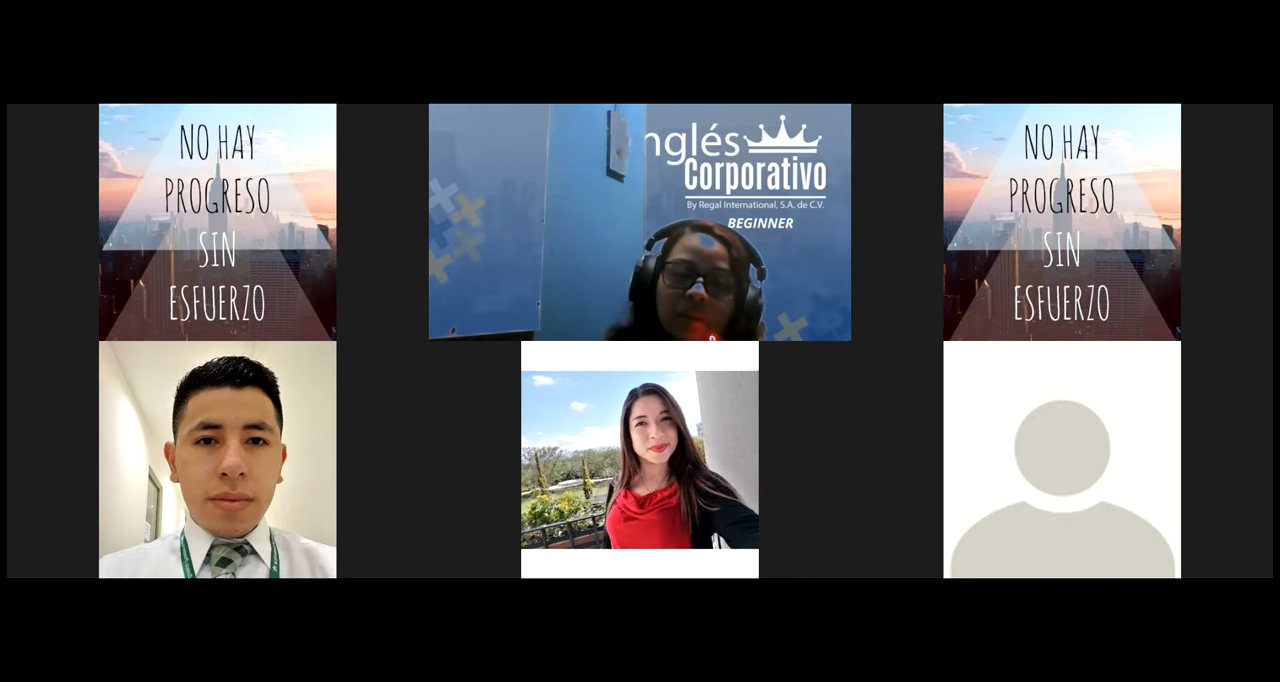 NO HAY
PROGRESO
SIN
ESFUERZO
nglés
Corporativo
By Regal International, S.A. de C.V.
BEGINNER
NO HAY
PROGRESO
SIN
ESFUERZO